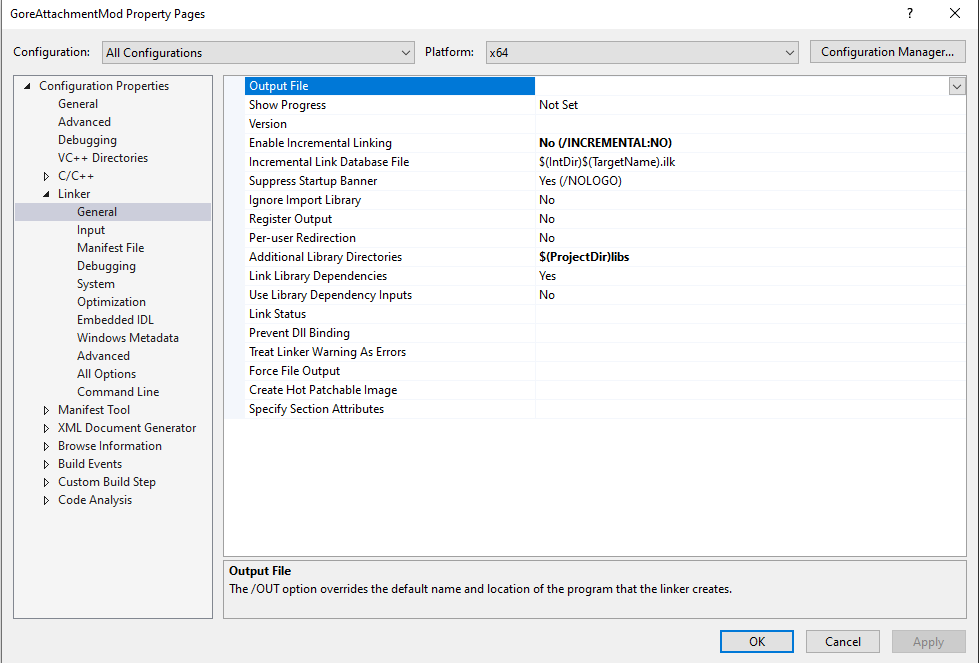 GoreAttachmentMod Property Pages ?
Configuration: All Configurations Platform: x64 Configuration Manager...
Configuration Properties
General
Advanced
Debugging
VC++ Directories
C/C++
Linker
General
Input
Manifest File
Debugging
System
Optimization
Embedded IDL
Windows Metadata
Advanced
All Options
Command Line
Manifest Tool
XML Document Generator
Browse Information
Build Events
Custom Build Step
Code Analysis
Output File
Show Progress Not Set
Version
Enable Incremental Linking No (/INCREMENTAL:NO)
Incremental Link Database File $(IntDir)$(TargetName).ilk
Suppress Startup Banner Yes (/NOLOGO)
Ignore Import Library No
Register Output No
Per-user Redirection No
Additional Library Directories $(ProjectDir)libs
Link Library Dependencies Yes
Use Library Dependency Inputs No
Link Status
Prevent Dll Binding
Treat Linker Warning As Errors
Force File Output
Create Hot Patchable Image
Specify Section Attributes
Output File
The /OUT option overrides the default name and location of the program that the linker creates.
OK Cancel Apply